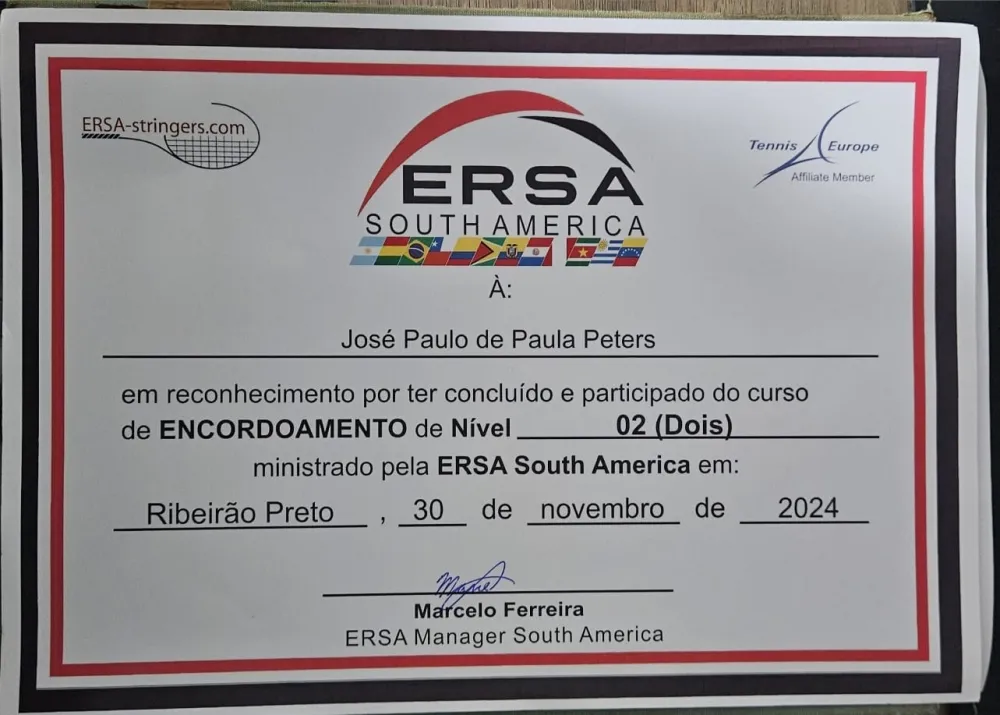 ERSA-stringers.com
ERSA
SOUTH AMERICA
Tennis Europe
Affiliate Member
À:
José Paulo de Paula Peters
em reconhecimento por ter concluído e participado do curso
de ENCORDOAMENTO de Nível 02 (Dois)
ministrado pela ERSA South America em:
Ribeirão Preto , 30 de novembro de 2024
Marcelo Ferreira
ERSA Manager South America